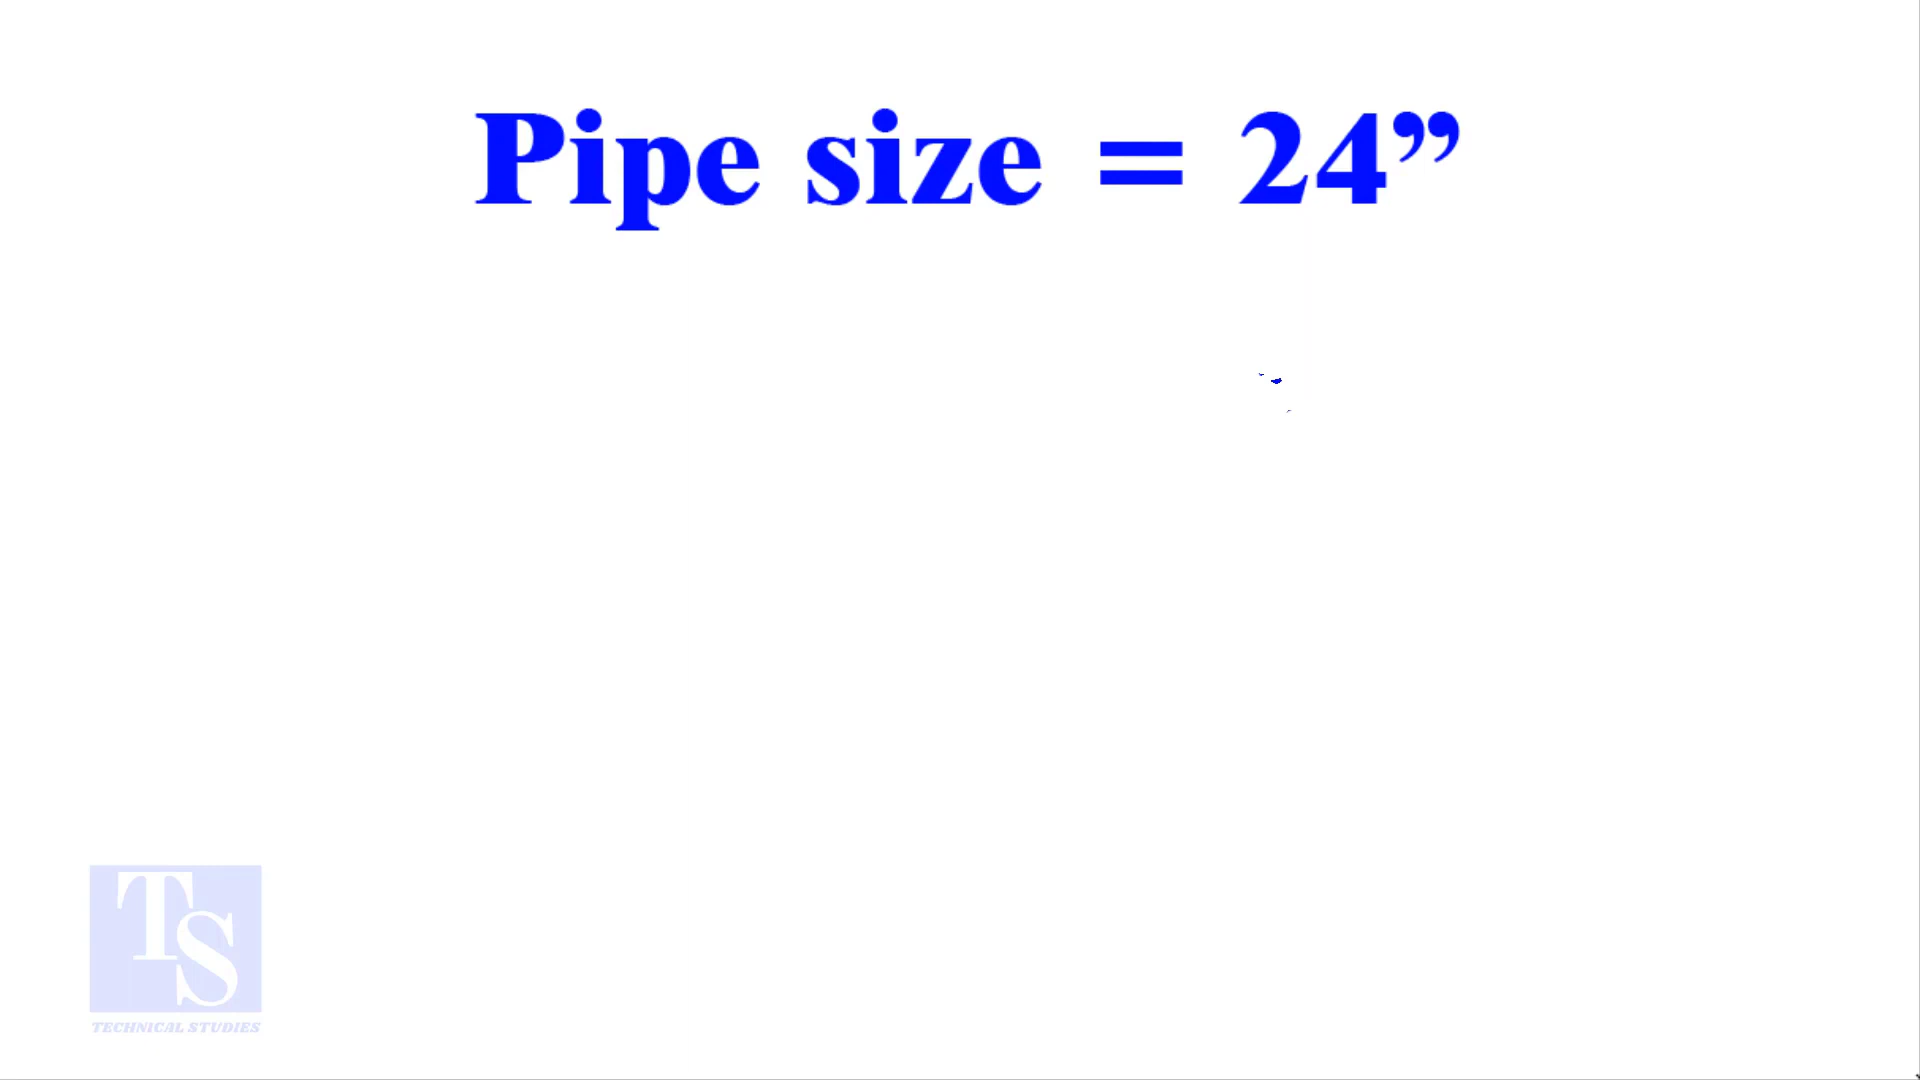 Pipe size = 24”
TS
TECHNICAL STUDIES